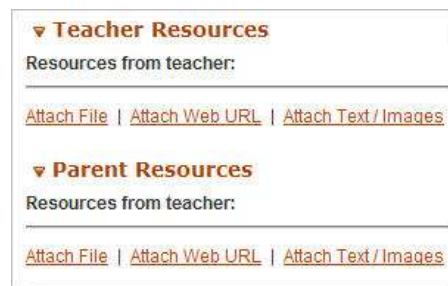 Teacher Resources
Resources from teacher:
Attach File | Attach Web URL | Attach Text / Images
Parent Resources
Resources from teacher:
Attach File | Attach Web URL | Attach Text / Images